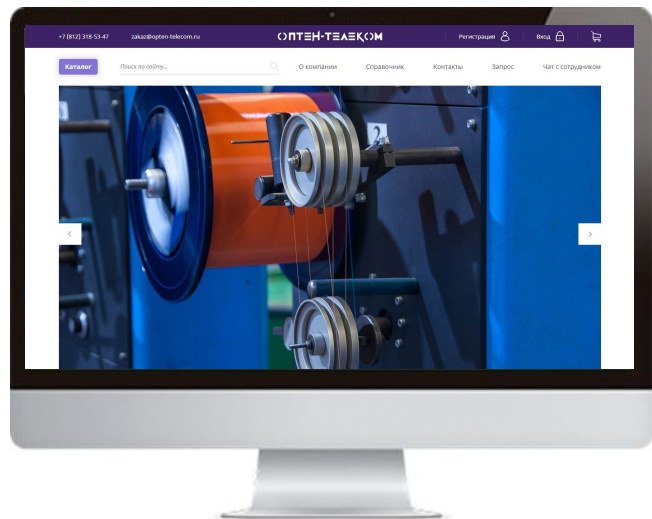 +7 (812) 318-53-47 zakaz@opten-telecom.ru ОПТЕН-ТЕЛЕКОМ Регистрация Вход
Каталог Поиск по сайту... О компании Справочник Контакты Запрос Чат с сотрудником
2